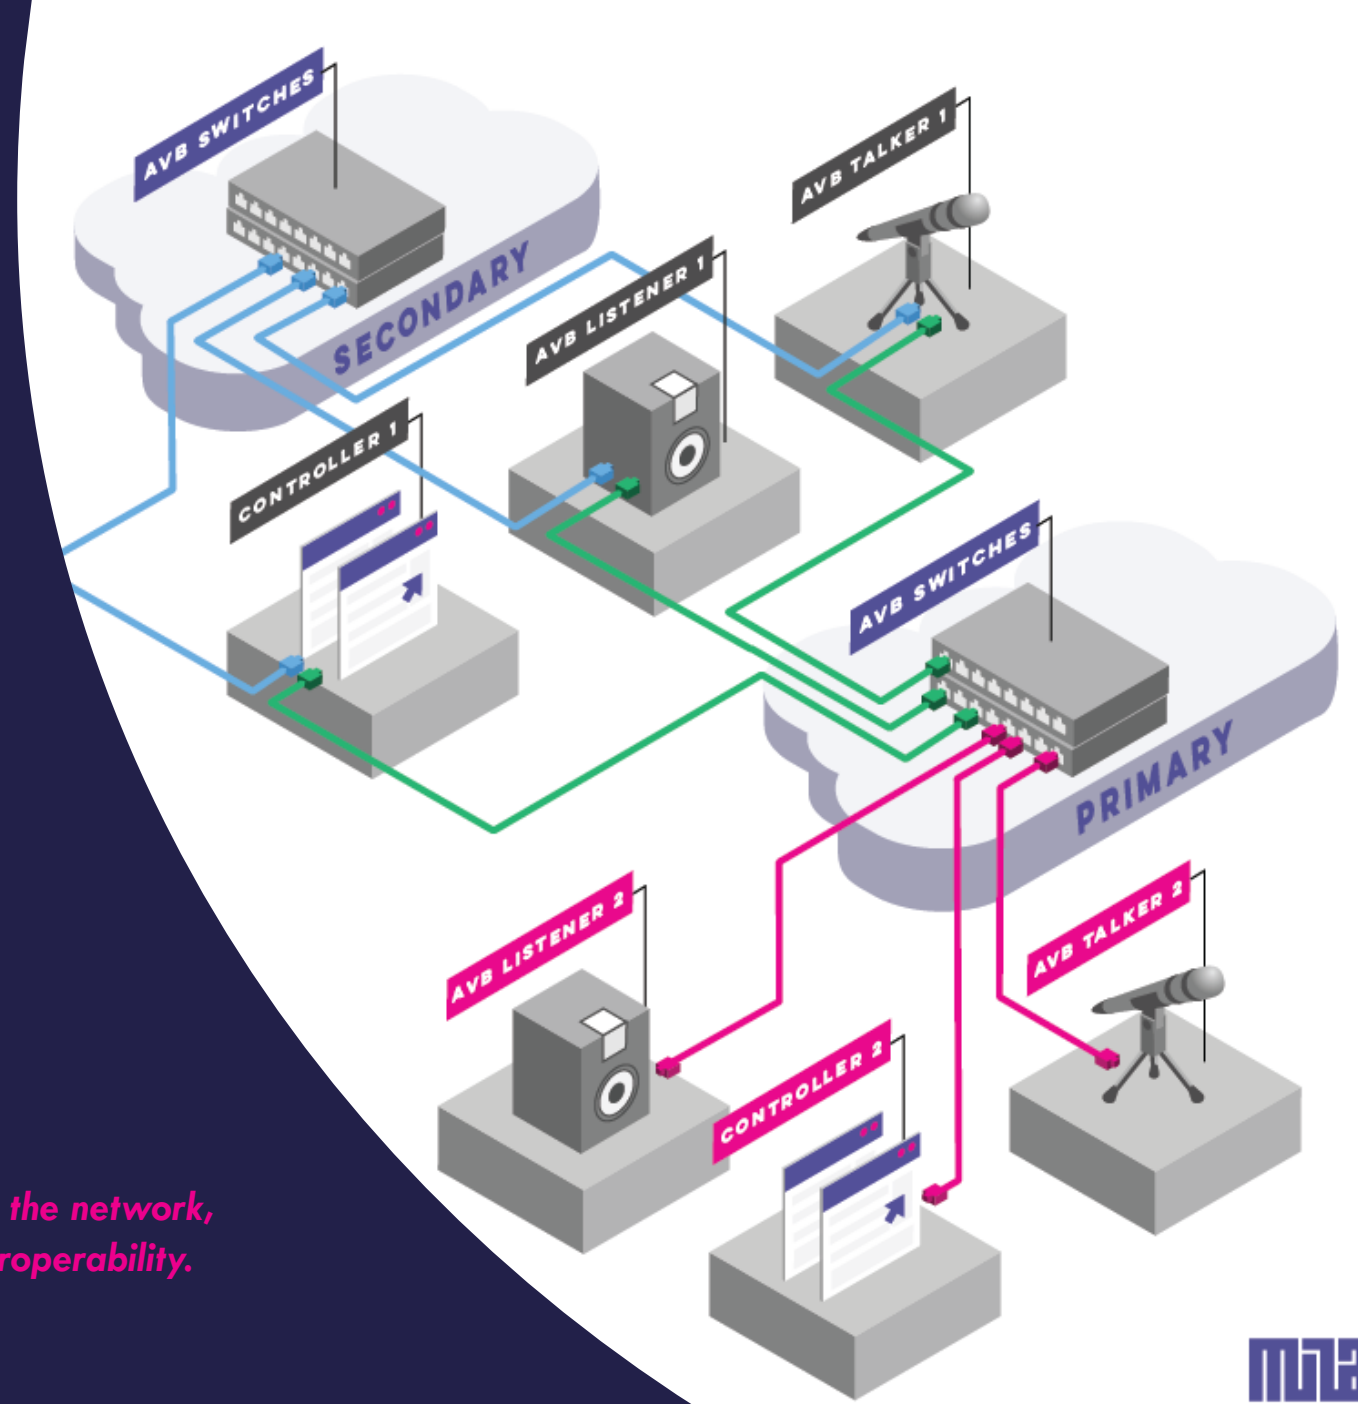 AVB SWITCHES
SECONDARY
AVB TALKER 1
AVB LISTENER 1
CONTROLLER 1
AVB SWITCHES
PRIMARY
AVB LISTENER 2
AVB TALKER 2
CONTROLLER 2
the network,